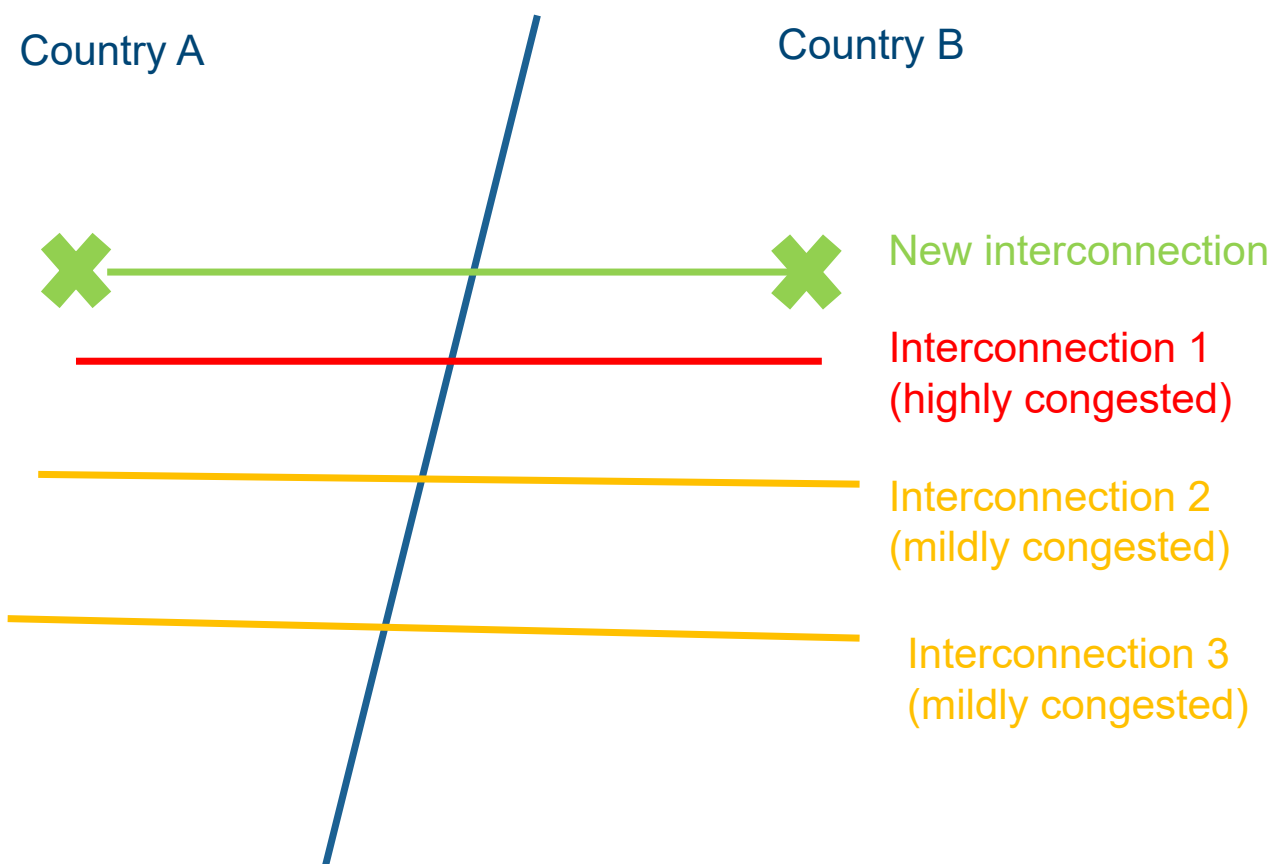 Country A
Country B
New interconnection
Interconnection 1
(highly congested)
Interconnection 2
(mildly congested)
Interconnection 3
(mildly congested)